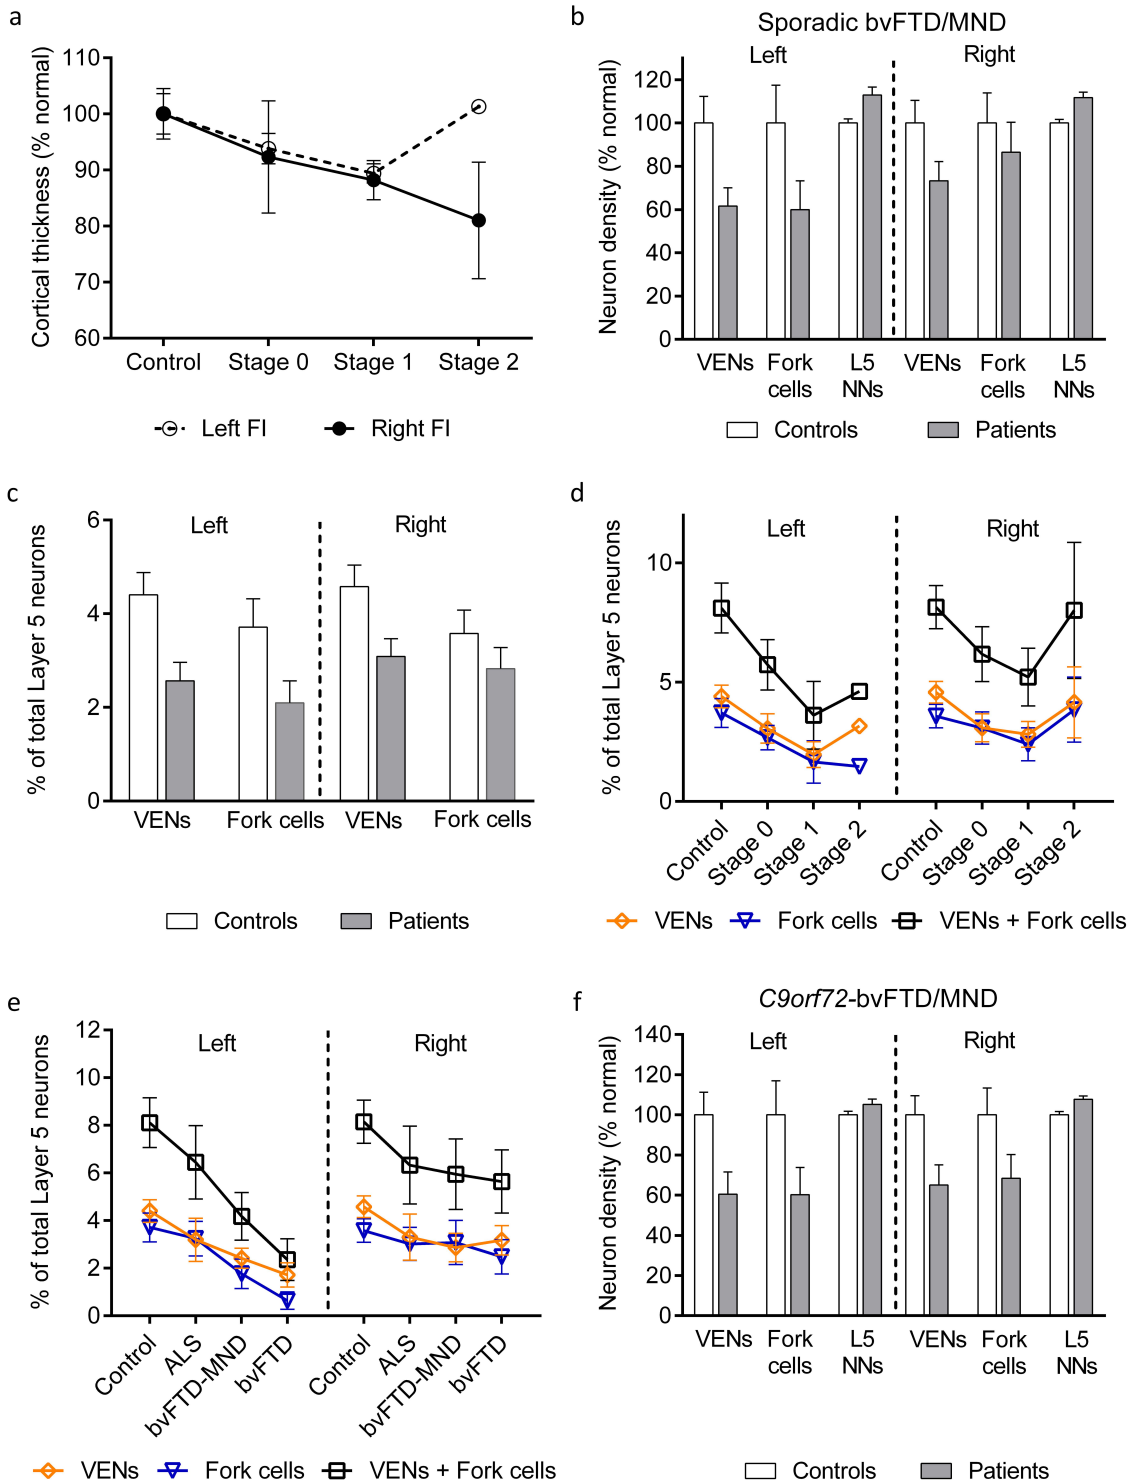 a
Cortical thickness (% normal)
110
100
90
80
70
60
Control Stage 0 Stage 1 Stage 2
Left FI Right FI
b
Sporadic bvFTD/MND
Left Right
Neuron density (% normal)
120
100
80
60
40
20
0
VENs Fork cells L5 NNs VENs Fork cells L5 NNs
Controls Patients
c
Left Right
% of total Layer 5 neurons
6
4
2
0
VENs Fork cells VENs Fork cells
Controls Patients
d
Left Right
% of total Layer 5 neurons
10
5
0
Control Stage 0 Stage 1 Stage 2 Control Stage 0 Stage 1 Stage 2
VENs Fork cells VENs + Fork cells
e
Left Right
% of total Layer 5 neurons
12
10
8
6
4
2
0
Control ALS bvFTD-MND bvFTD Control ALS bvFTD-MND bvFTD
VENs Fork cells VENs + Fork cells
f
C9orf72-bvFTD/MND
Left Right
Neuron density (% normal)
140
120
100
80
60
40
20
0
VENs Fork cells L5 NNs VENs Fork cells L5 NNs
Controls Patients